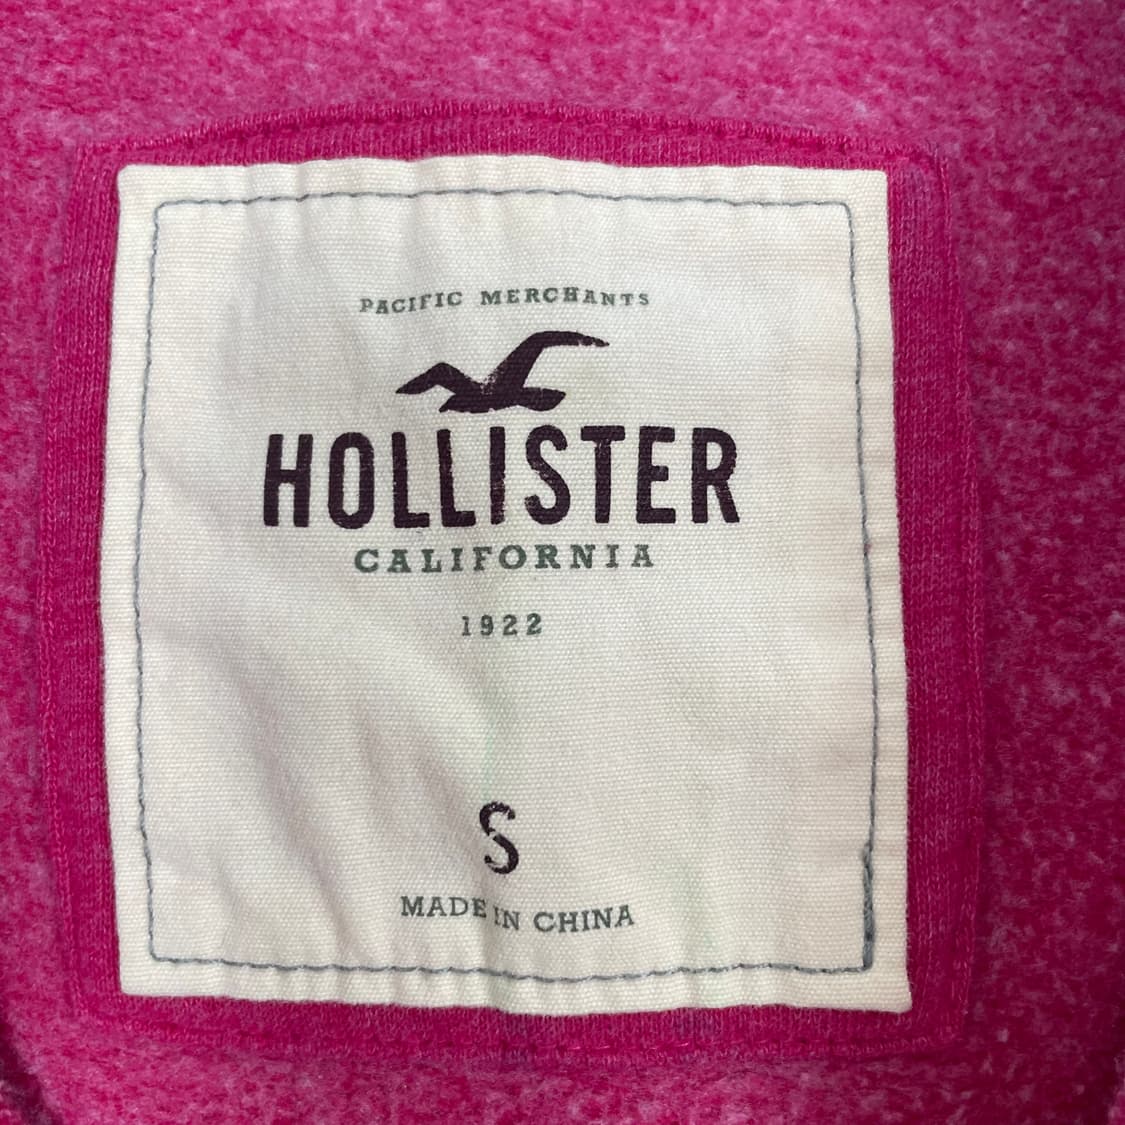 PACIFIC MERCHANTS
HOLLISTER
CALIFORNIA
1922
S
MADE IN CHINA